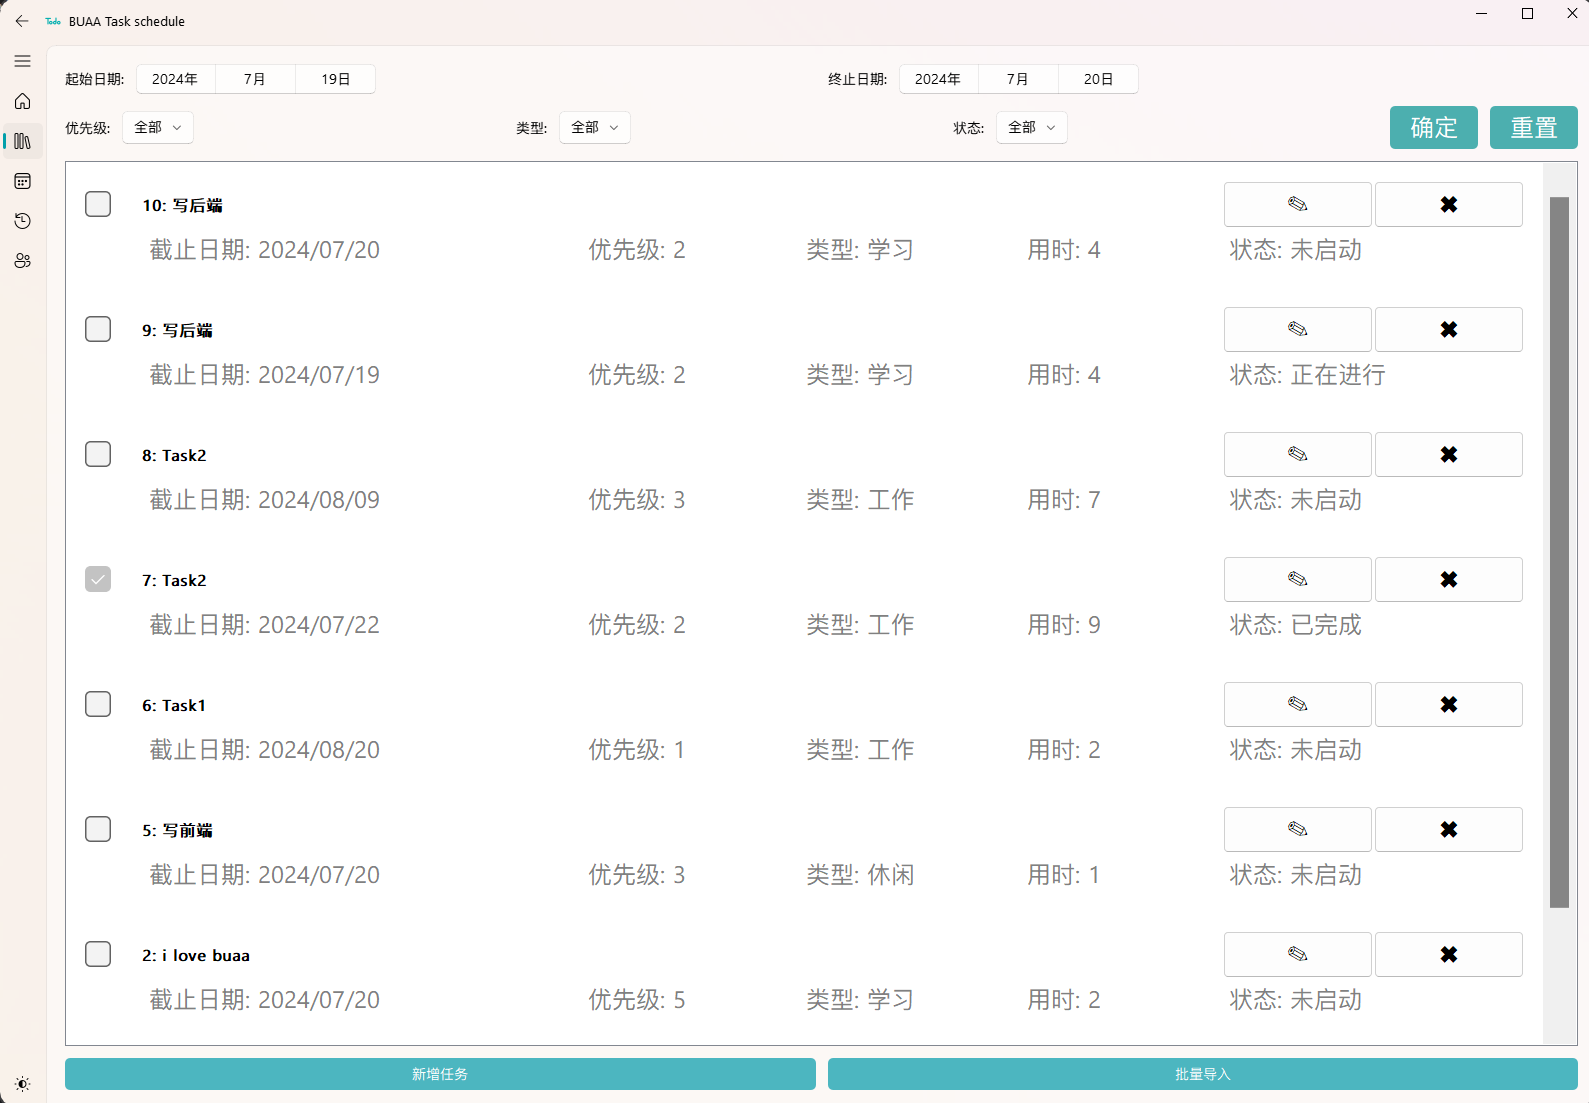 Todo BUAA Task schedule
起始日期: 2024年 7月 19日 终止日期: 2024年 7月 20日
优先级: 全部 类型: 全部 状态: 全部 确定 重置
10: 写后端
截止日期: 2024/07/20 优先级: 2 类型: 学习 用时: 4 状态: 未启动
9: 写后端
截止日期: 2024/07/19 优先级: 2 类型: 学习 用时: 4 状态: 正在进行
8: Task2
截止日期: 2024/08/09 优先级: 3 类型: 工作 用时: 7 状态: 未启动
7: Task2
截止日期: 2024/07/22 优先级: 2 类型: 工作 用时: 9 状态: 已完成
6: Task1
截止日期: 2024/08/20 优先级: 1 类型: 工作 用时: 2 状态: 未启动
5: 写前端
截止日期: 2024/07/20 优先级: 3 类型: 休闲 用时: 1 状态: 未启动
2: i love buaa
截止日期: 2024/07/20 优先级: 5 类型: 学习 用时: 2 状态: 未启动
新增任务 批量导入